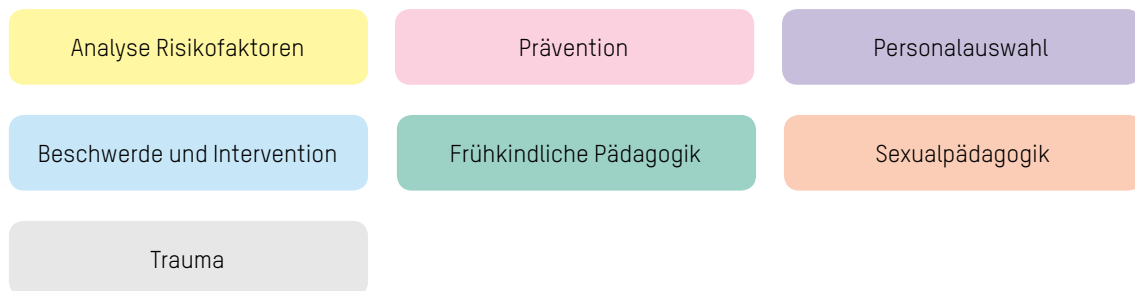 Analyse Risikofaktoren
Prävention
Personalauswahl
Beschwerde und Intervention
Frühkindliche Pädagogik
Sexualpädagogik
Trauma